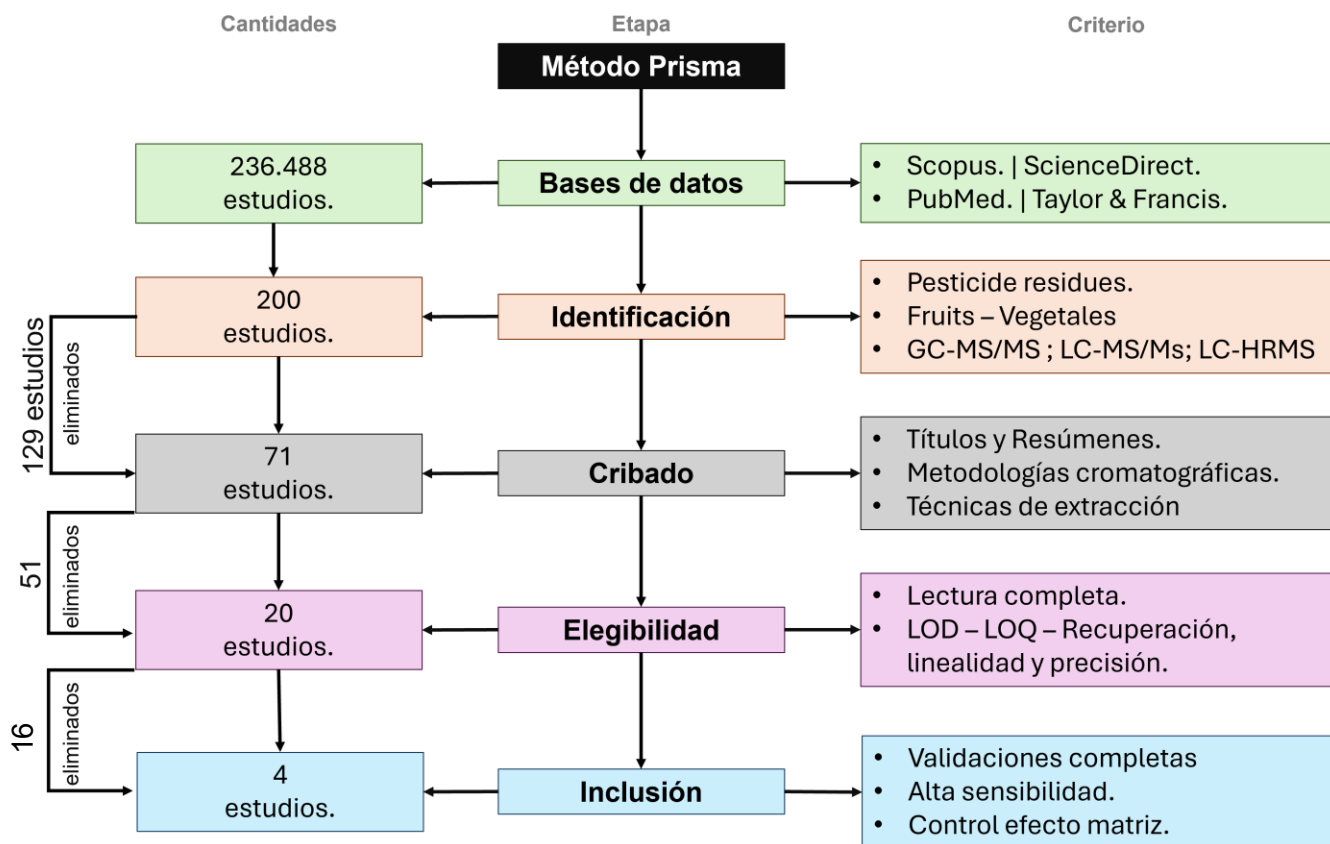 Cantidades
Etapa
Criterio
Método Prisma
236.488
estudios.
Bases de datos
• Scopus. | ScienceDirect.
• PubMed. | Taylor & Francis.
200
estudios.
Identificación
• Pesticide residues.
• Fruits – Vegetales
• GC-MS/MS ; LC-MS/Ms; LC-HRMS
129 estudios
eliminados
71
estudios.
Cribado
• Títulos y Resúmenes.
• Metodologías cromatográficas.
• Técnicas de extracción
51
eliminados
20
estudios.
Elegibilidad
• Lectura completa.
• LOD – LOQ – Recuperación,
linealidad y precisión.
16
eliminados
4
estudios.
Inclusión
• Validaciones completas
• Alta sensibilidad.
• Control efecto matriz.